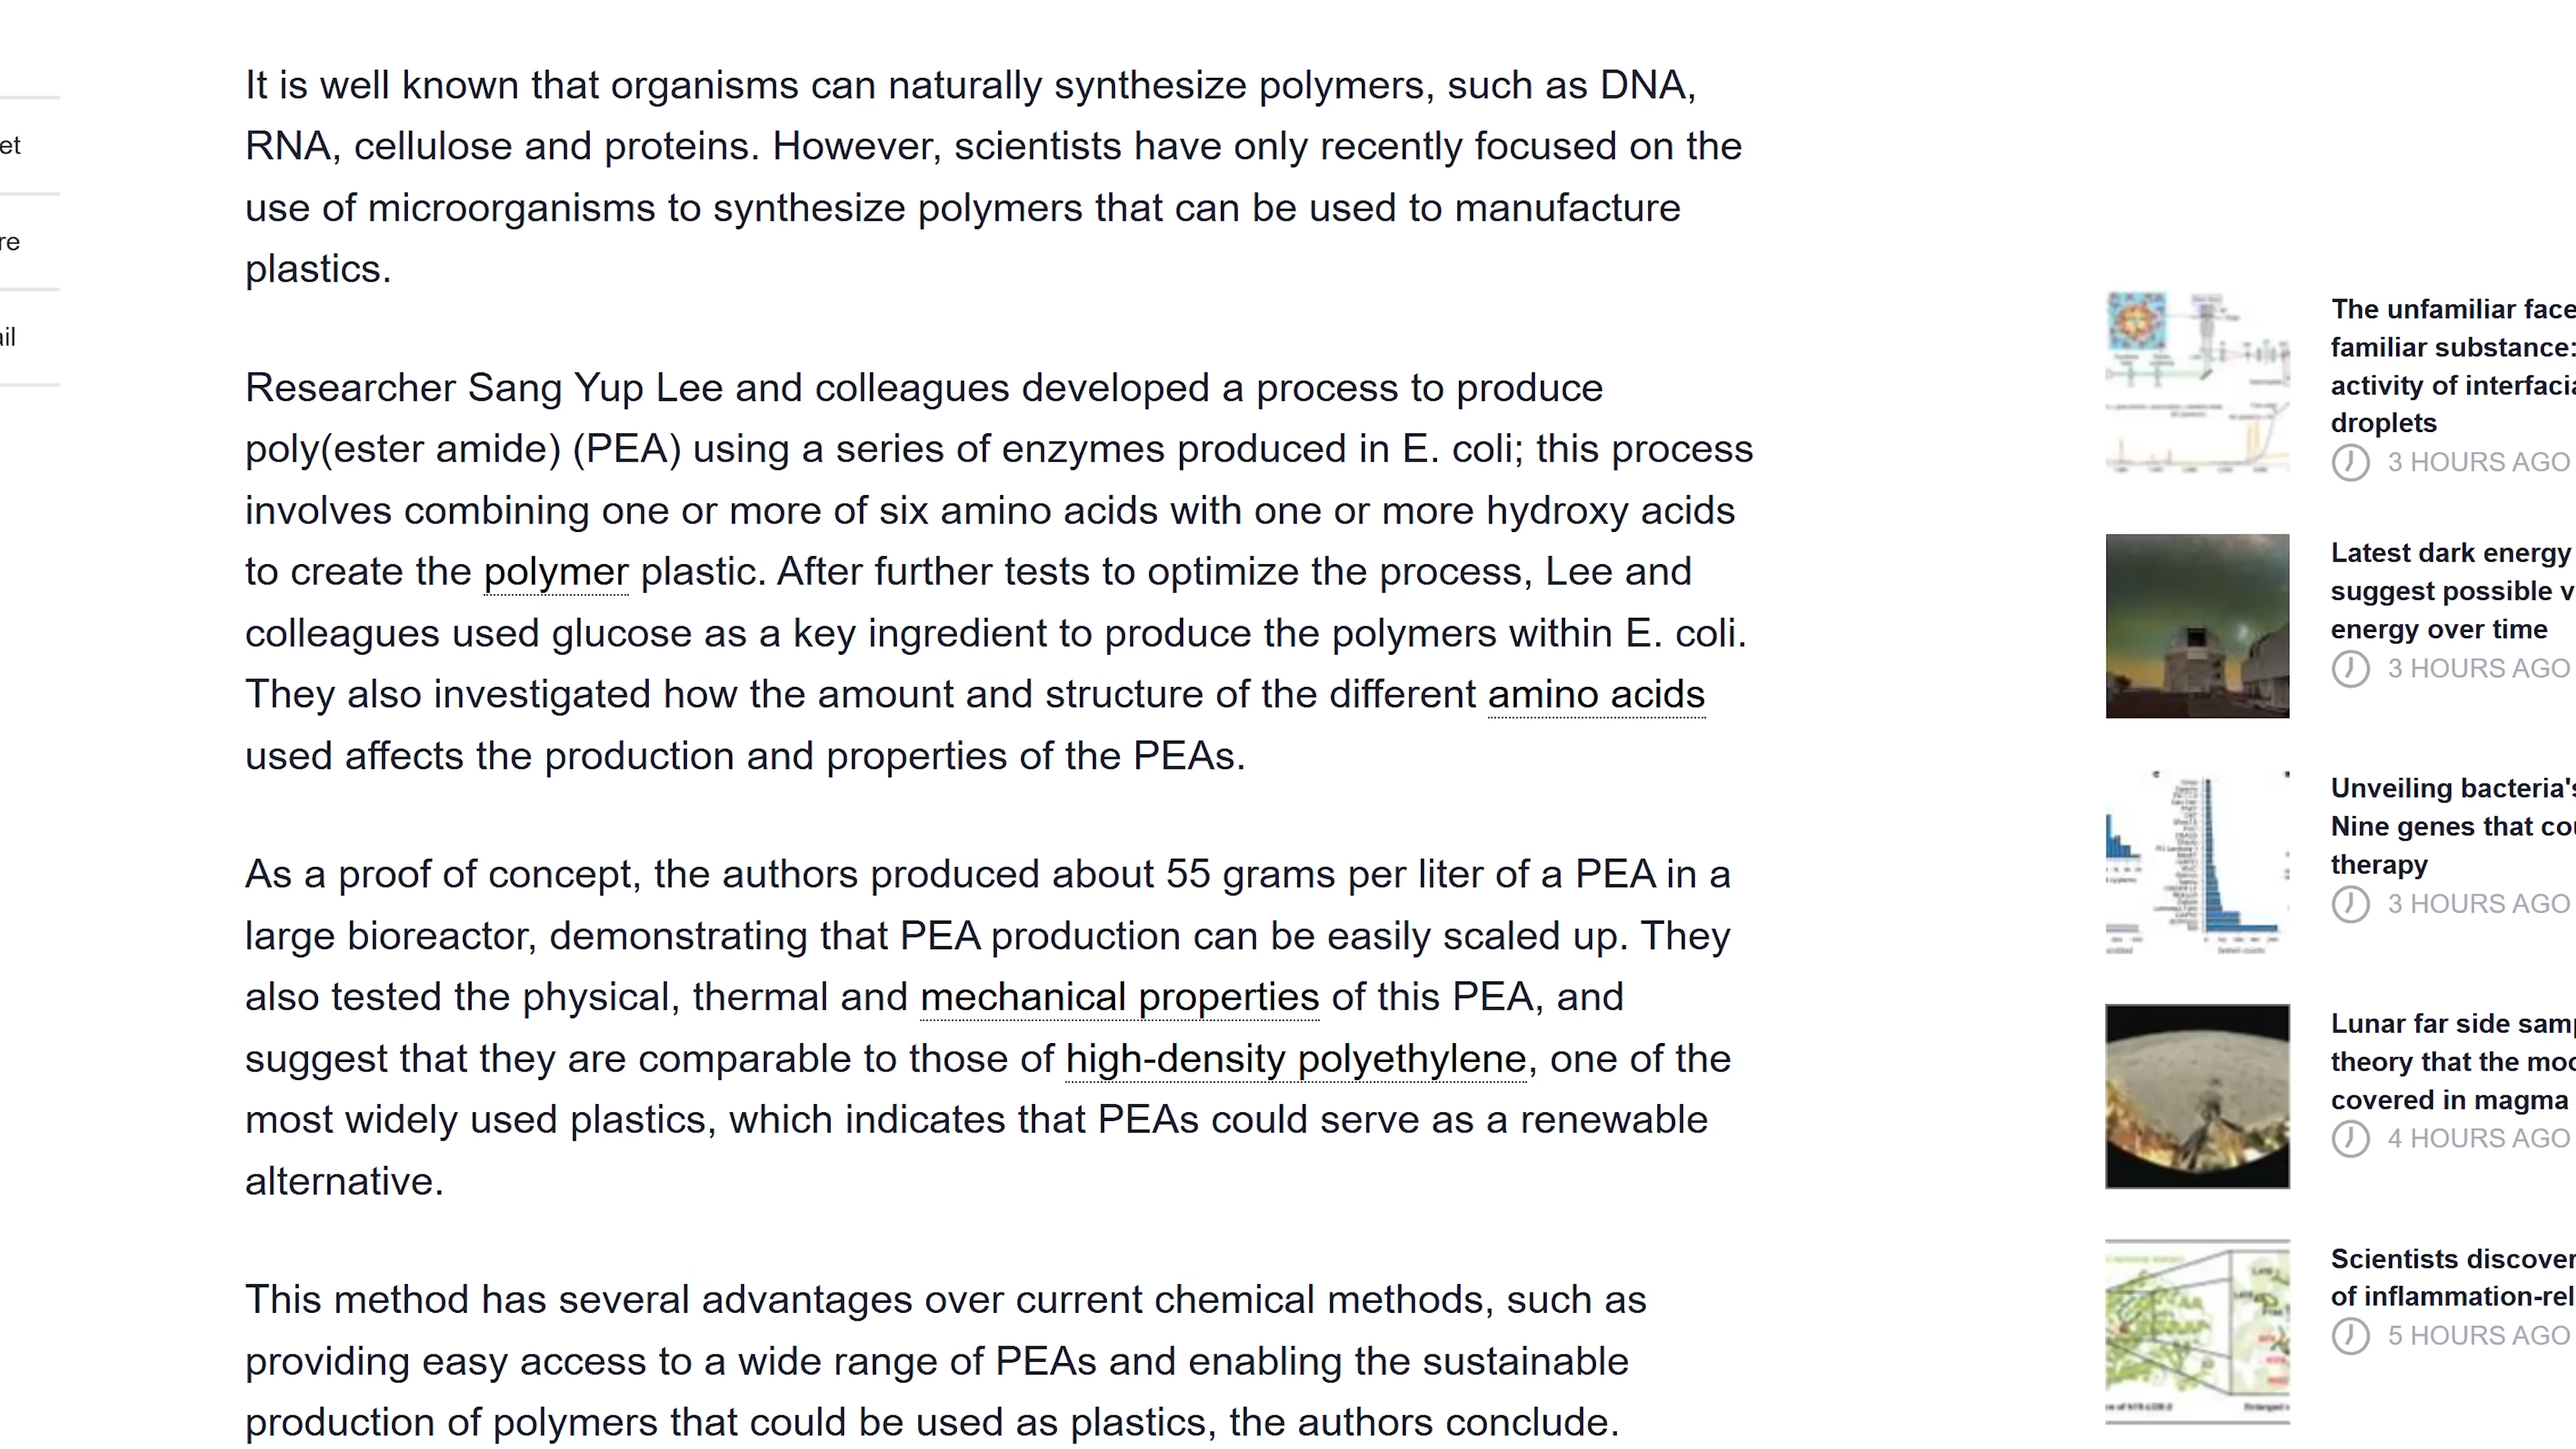 It is well known that organisms can naturally synthesize polymers, such as DNA,
RNA, cellulose and proteins. However, scientists have only recently focused on the
use of microorganisms to synthesize polymers that can be used to manufacture
plastics.
Researcher Sang Yup Lee and colleagues developed a process to produce
poly(ester amide) (PEA) using a series of enzymes produced in E. coli; this process
involves combining one or more of six amino acids with one or more hydroxy acids
to create the polymer plastic. After further tests to optimize the process, Lee and
colleagues used glucose as a key ingredient to produce the polymers within E. coli.
They also investigated how the amount and structure of the different amino acids
used affects the production and properties of the PEAs.
As a proof of concept, the authors produced about 55 grams per liter of a PEA in a
large bioreactor, demonstrating that PEA production can be easily scaled up. They
also tested the physical, thermal and mechanical properties of this PEA, and
suggest that they are comparable to those of high-density polyethylene, one of the
most widely used plastics, which indicates that PEAs could serve as a renewable
alternative.
This method has several advantages over current chemical methods, such as
providing easy access to a wide range of PEAs and enabling the sustainable
production of polymers that could be used as plastics, the authors conclude.
et
re
ail
The unfamiliar face
familiar substance:
activity of interfacia
droplets
3 HOURS AGO
Latest dark energy
suggest possible v
energy over time
3 HOURS AGO
Unveiling bacteria's
Nine genes that cou
therapy
3 HOURS AGO
Lunar far side samp
theory that the moo
covered in magma
4 HOURS AGO
Scientists discover
of inflammation-rel
5 HOURS AGO